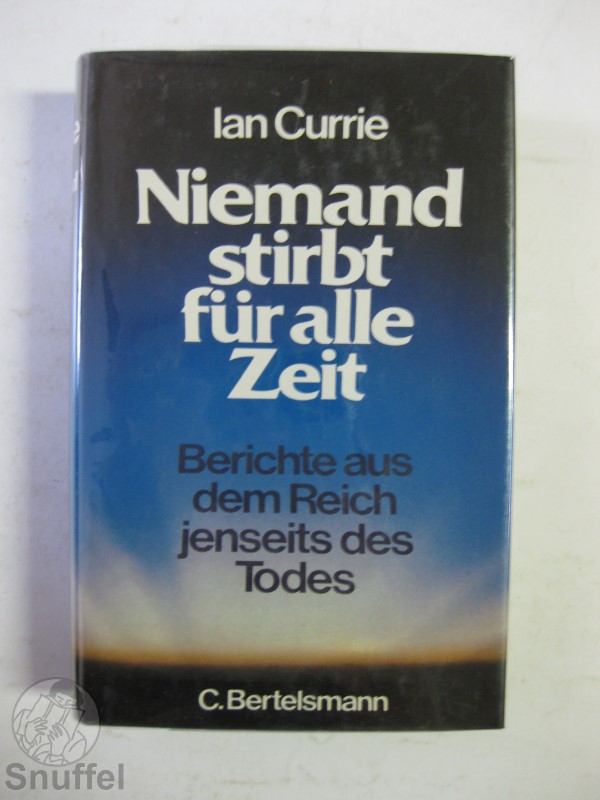 Ian Currie
Niemand
stirbt
für alle
Zeit
Berichte aus
dem Reich
jenseits des
Todes
C. Bertelsmann
Snuffel